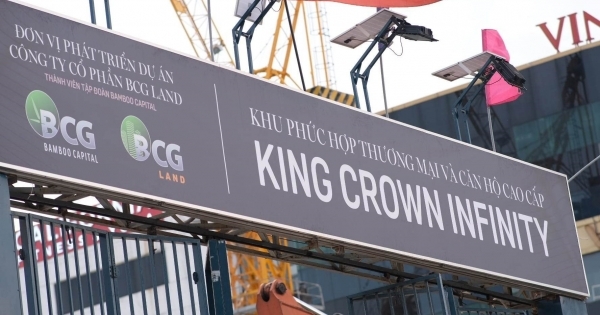 ĐƠN VỊ PHÁT TRIỂN DỰ ÁN
CÔNG TY CỔ PHẦN BCG LAND
THÀNH VIÊN TẬP ĐOÀN BAMBOO CAPITAL
BCG
BAMBOO CAPITAL
BCG
LAND
KHU PHỨC HỢP THƯƠNG MẠI VÀ CĂN HỘ CAO CẤP
KING CROWN INFINITY
VIN